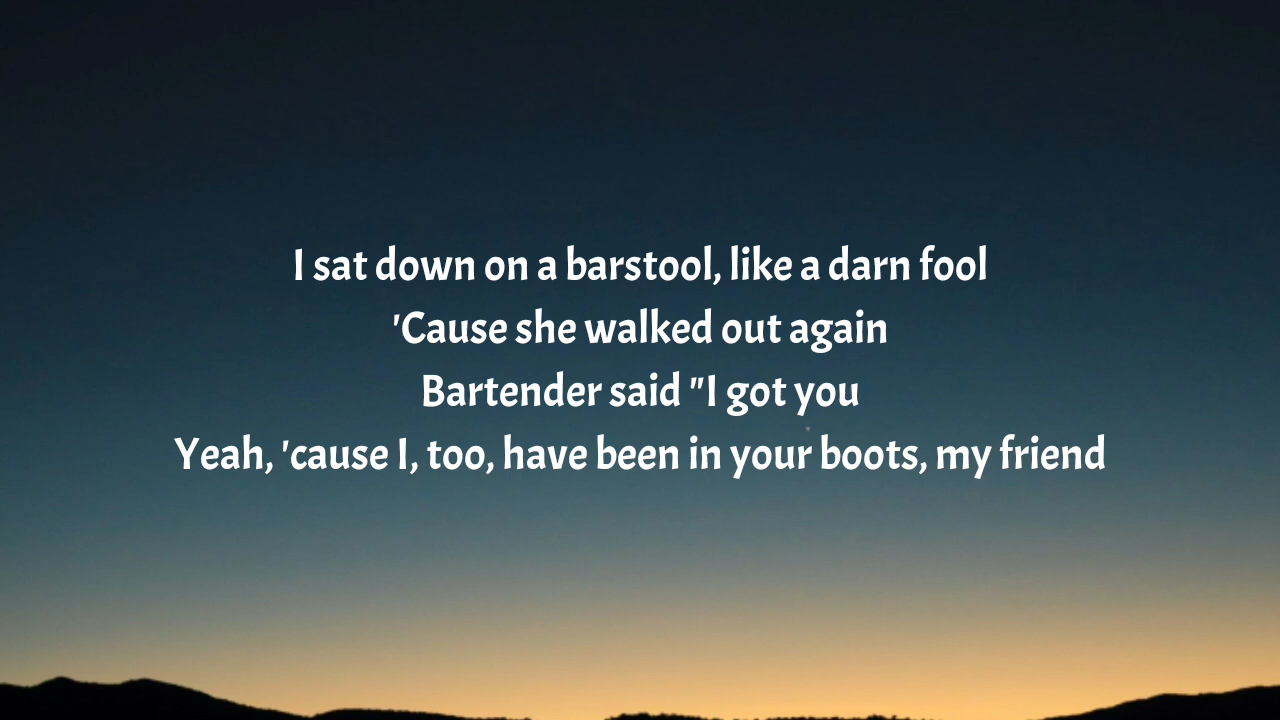 I sat down on a barstool, like a darn fool
'Cause she walked out again
Bartender said "I got you
Yeah, 'cause I, too, have been in your boots, my friend